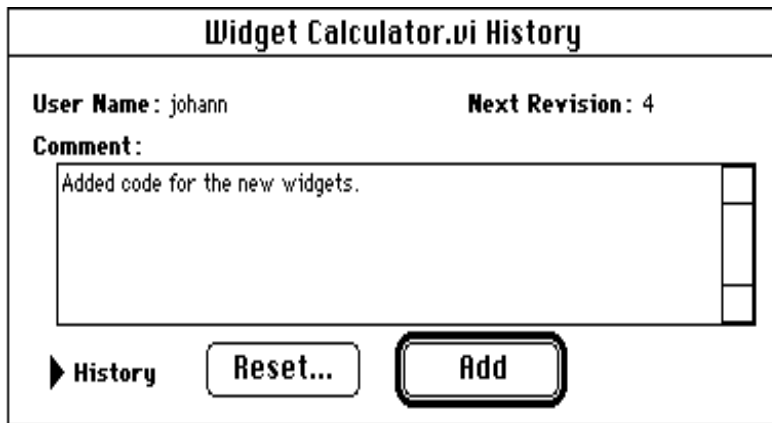 Widget Calculator.vi History
User Name: johann Next Revision: 4
Comment:
Added code for the new widgets.
History Reset... Add